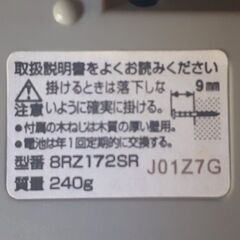 取扱説明書をよくお読みください
掛けるときは落下しな
9mm
注意
いように確実に掛ける。
•付属の木ねじは木質の厚い壁用。
•電池は年1回定期的に交換する。
型番 8RZ172SR
J01Z7G
質量 240g